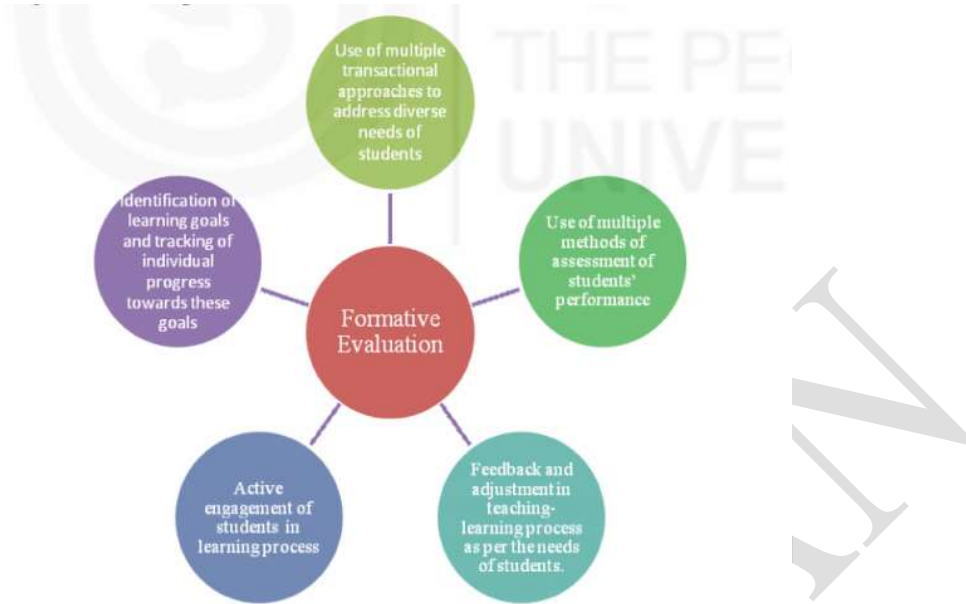 THE PE
UNIVE
Use of multiple
transactional
approaches to
address diverse
needs of
students
Identification of
learning goals
and tracking of
individual
progress
towards these
goals
Use of multiple
methods of
assessment of
students’
performance
Formative
Evaluation
Active
engagement of
students in
learning process
Feedback and
adjustment in
teaching-
learning process
as per the needs
of students.